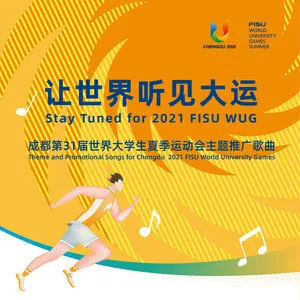 CHENGDU 2021
FISU
WORLD
UNIVERSITY
GAMES
SUMMER
让世界听见大运
Stay Tuned for 2021 FISU WUG
成都第31届世界大学生夏季运动会主题推广歌曲
Theme and Promotional Songs for Chengdu 2021 FISU World University Games